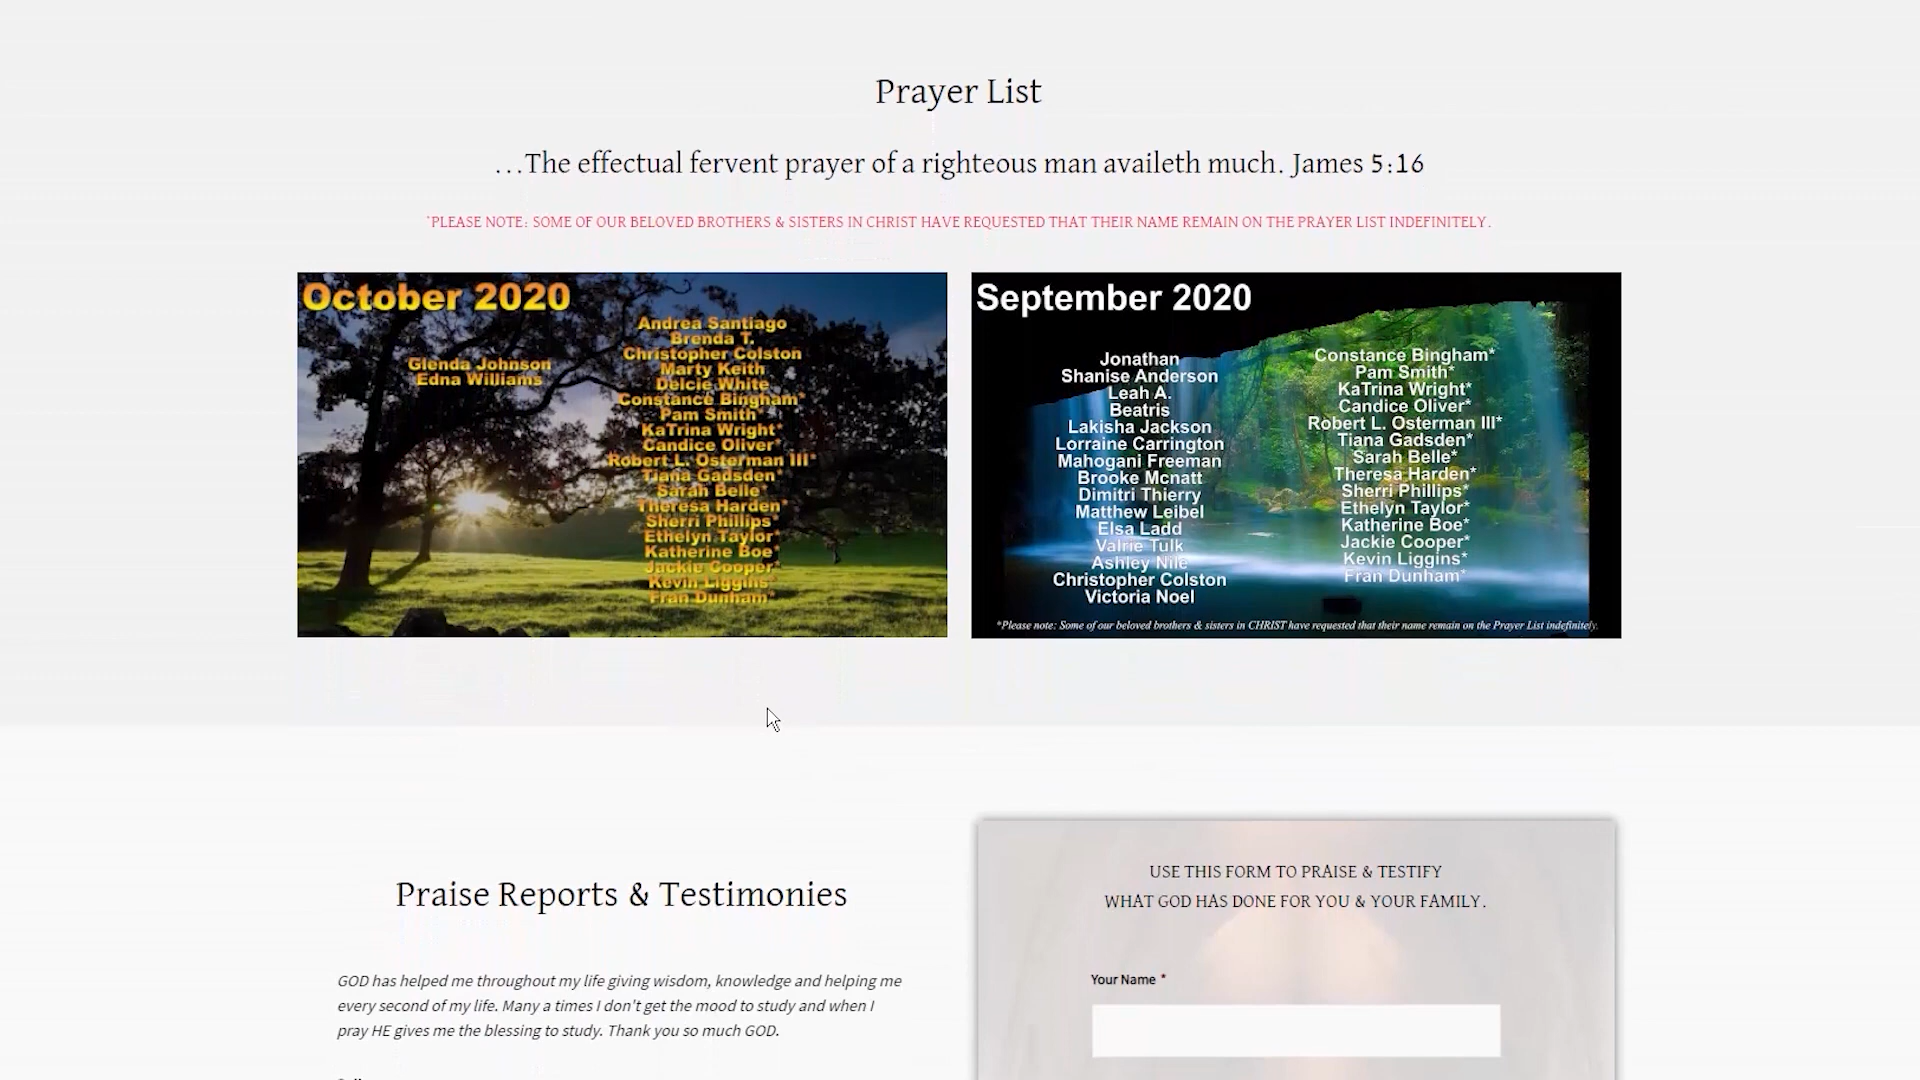 Prayer List
...The effectual fervent prayer of a righteous man availeth much. James 5:16
*PLEASE NOTE: SOME OF OUR BELOVED BROTHERS & SISTERS IN CHRIST HAVE REQUESTED THAT THEIR NAME REMAIN ON THE PRAYER LIST INDEFINITELY.
October 2020
Glenda Johnson
Edna Williams
Andrea Santiago
Brenda T.
Christopher Colston
Marty Keith
Delcie White
Constance Bingham*
Pam Smith*
KaTrina Wright*
Candice Oliver*
Robert L. Osterman III*
Tiana Gadsden*
Sarah Belle*
Theresa Harden*
Sherri Phillips*
Ethelyn Taylor*
Katherine Boe*
Jackie Cooper*
Kevin Liggins*
Fran Dunham*
September 2020
Jonathan
Shanise Anderson
Leah A.
Beatris
Lakisha Jackson
Lorraine Carrington
Mahogani Freeman
Brooke Mcnatt
Dimitri Thierry
Matthew Leibel
Elsa Ladd
Valrie Tulk
Ashley Nile
Christopher Colston
Victoria Noel
Constance Bingham*
Pam Smith*
KaTrina Wright*
Candice Oliver*
Robert L. Osterman III*
Tiana Gadsden*
Sarah Belle*
Theresa Harden*
Sherri Phillips*
Ethelyn Taylor*
Katherine Boe*
Jackie Cooper*
Kevin Liggins*
Fran Dunham*
*Please note: Some of our beloved brothers & sisters in CHRIST have requested that their name remain on the Prayer List indefinitely.
Praise Reports & Testimonies
GOD has helped me throughout my life giving wisdom, knowledge and helping me
every second of my life. Many a times I don't get the mood to study and when I
pray HE gives me the blessing to study. Thank you so much GOD.
USE THIS FORM TO PRAISE & TESTIFY
WHAT GOD HAS DONE FOR YOU & YOUR FAMILY.
Your Name *